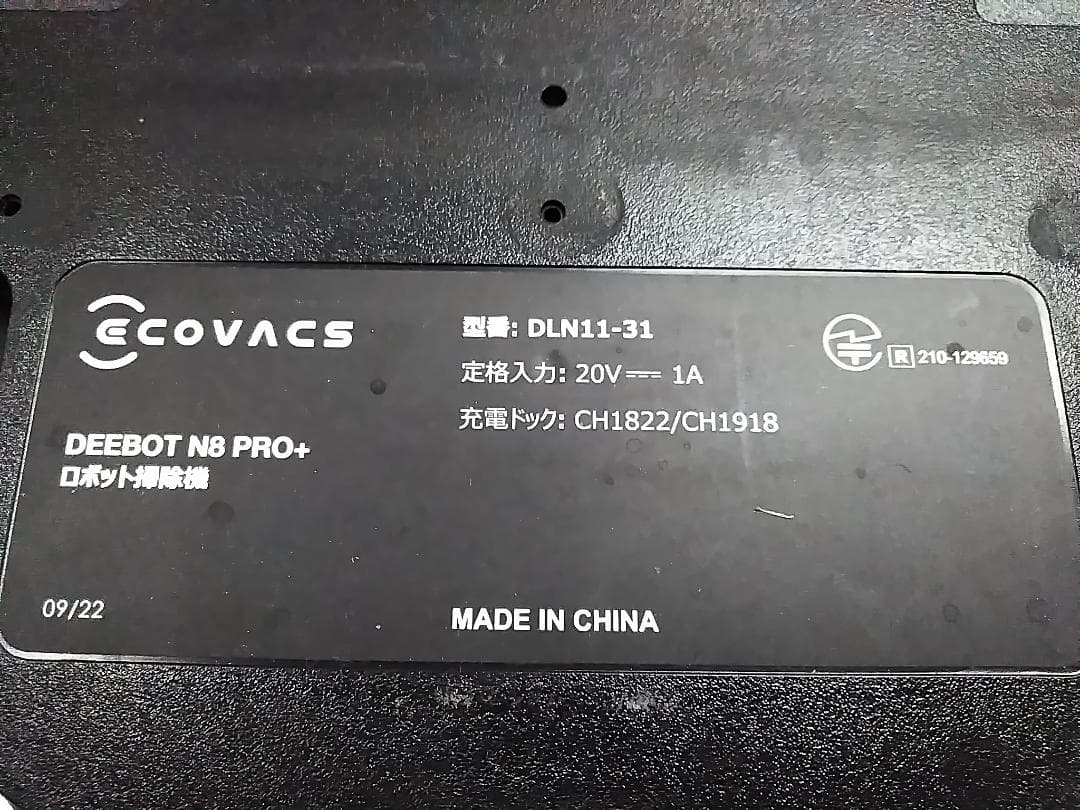 ECOVACS
DEEBOT N8 PRO+
ロボット掃除機
09/22
型番: DLN11-31
定格入力: 20V⎓ 1A
充電ドック: CH1822/CH1918
R 210-129659
MADE IN CHINA